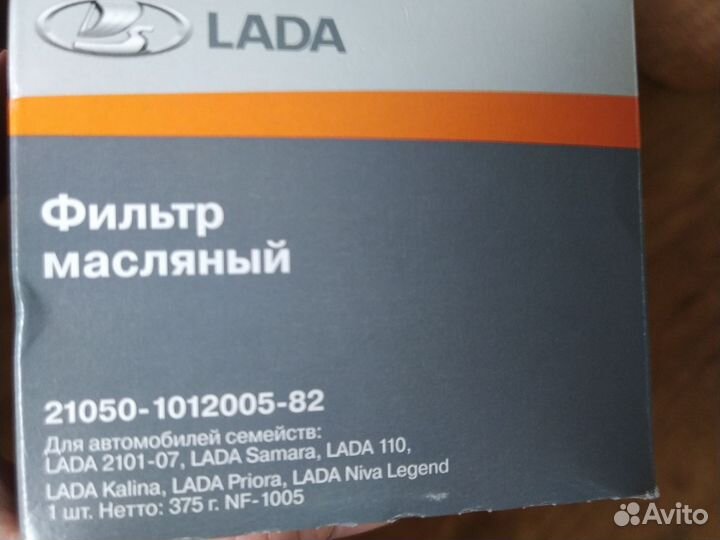 LADA
Фильтр
масляный
21050-1012005-82
Для автомобилей семейств:
LADA 2101-07, LADA Samara, LADA 110,
LADA Kalina, LADA Priora, LADA Niva Legend
1 шт. Нетто: 375 г. NF-1005
Avito